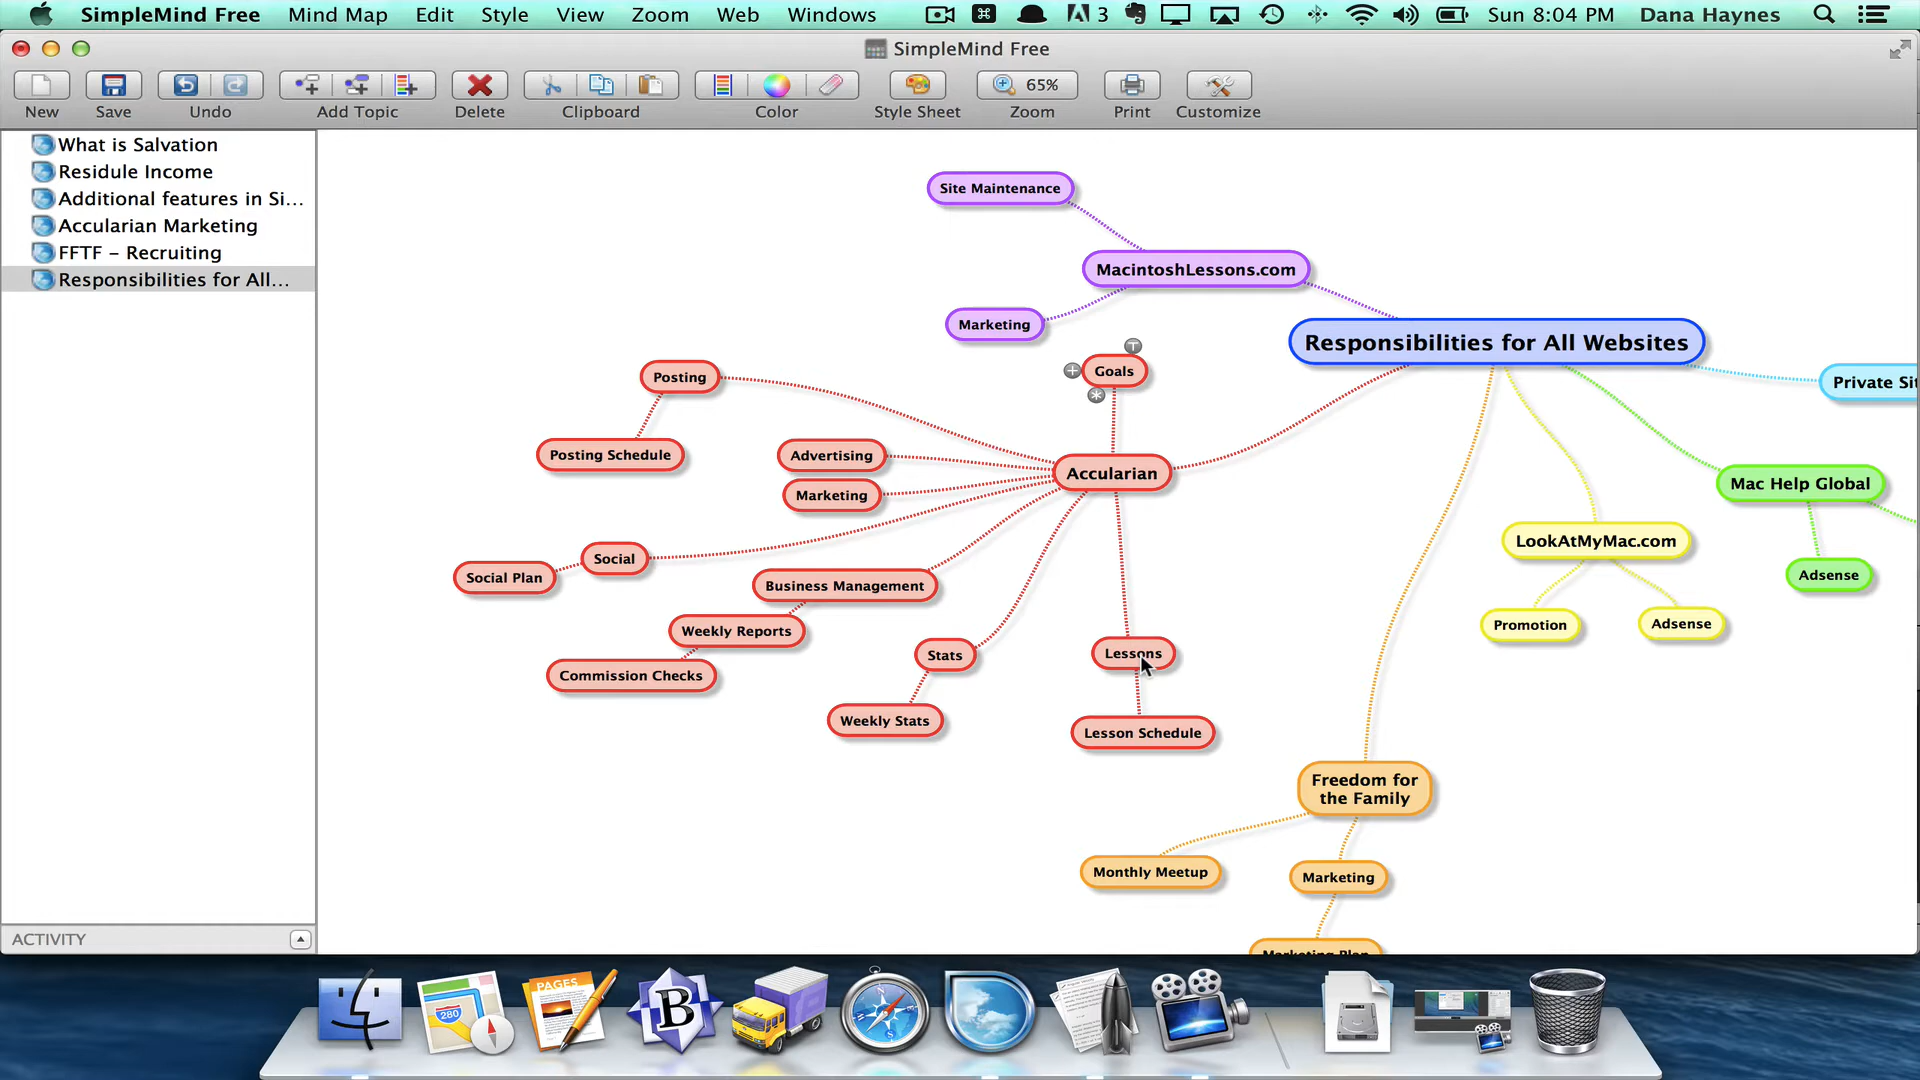 SimpleMind Free Mind Map Edit Style View Zoom Web Windows 3 Sun 8:04 PM Dana Haynes
SimpleMind Free
65%
New Save Undo Add Topic Delete Clipboard Color Style Sheet Zoom Print Customize
What is Salvation
Residule Income
Additional features in Si...
Accularian Marketing
FFTF – Recruiting
Responsibilities for All...
Site Maintenance
MacintoshLessons.com
Marketing
Responsibilities for All Websites
Goals
Posting
Private Sit
Posting Schedule
Advertising
Accularian
Marketing
Mac Help Global
LookAtMyMac.com
Social
Social Plan
Business Management
Adsense
Weekly Reports
Promotion
Adsense
Stats
Lessons
Commission Checks
Weekly Stats
Lesson Schedule
Freedom for
the Family
Monthly Meetup
Marketing
Marketing Plan
ACTIVITY
PAGES
280
B